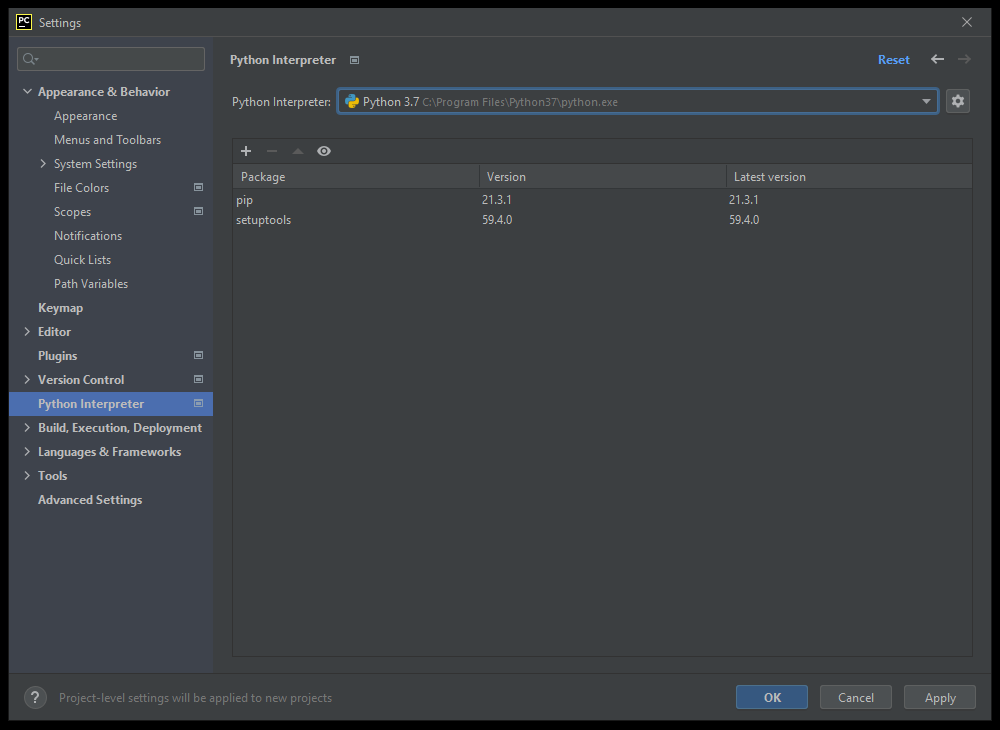 PC
Settings
Python Interpreter
Reset
Python Interpreter: Python 3.7 C:\Program Files\Python37\python.exe
Appearance & Behavior
Appearance
Menus and Toolbars
System Settings
File Colors
Scopes
Notifications
Quick Lists
Path Variables
Keymap
Editor
Plugins
Version Control
Python Interpreter
Build, Execution, Deployment
Languages & Frameworks
Tools
Advanced Settings
Package Version Latest version
pip 21.3.1 21.3.1
setuptools 59.4.0 59.4.0
? Project-level settings will be applied to new projects
OK Cancel Apply